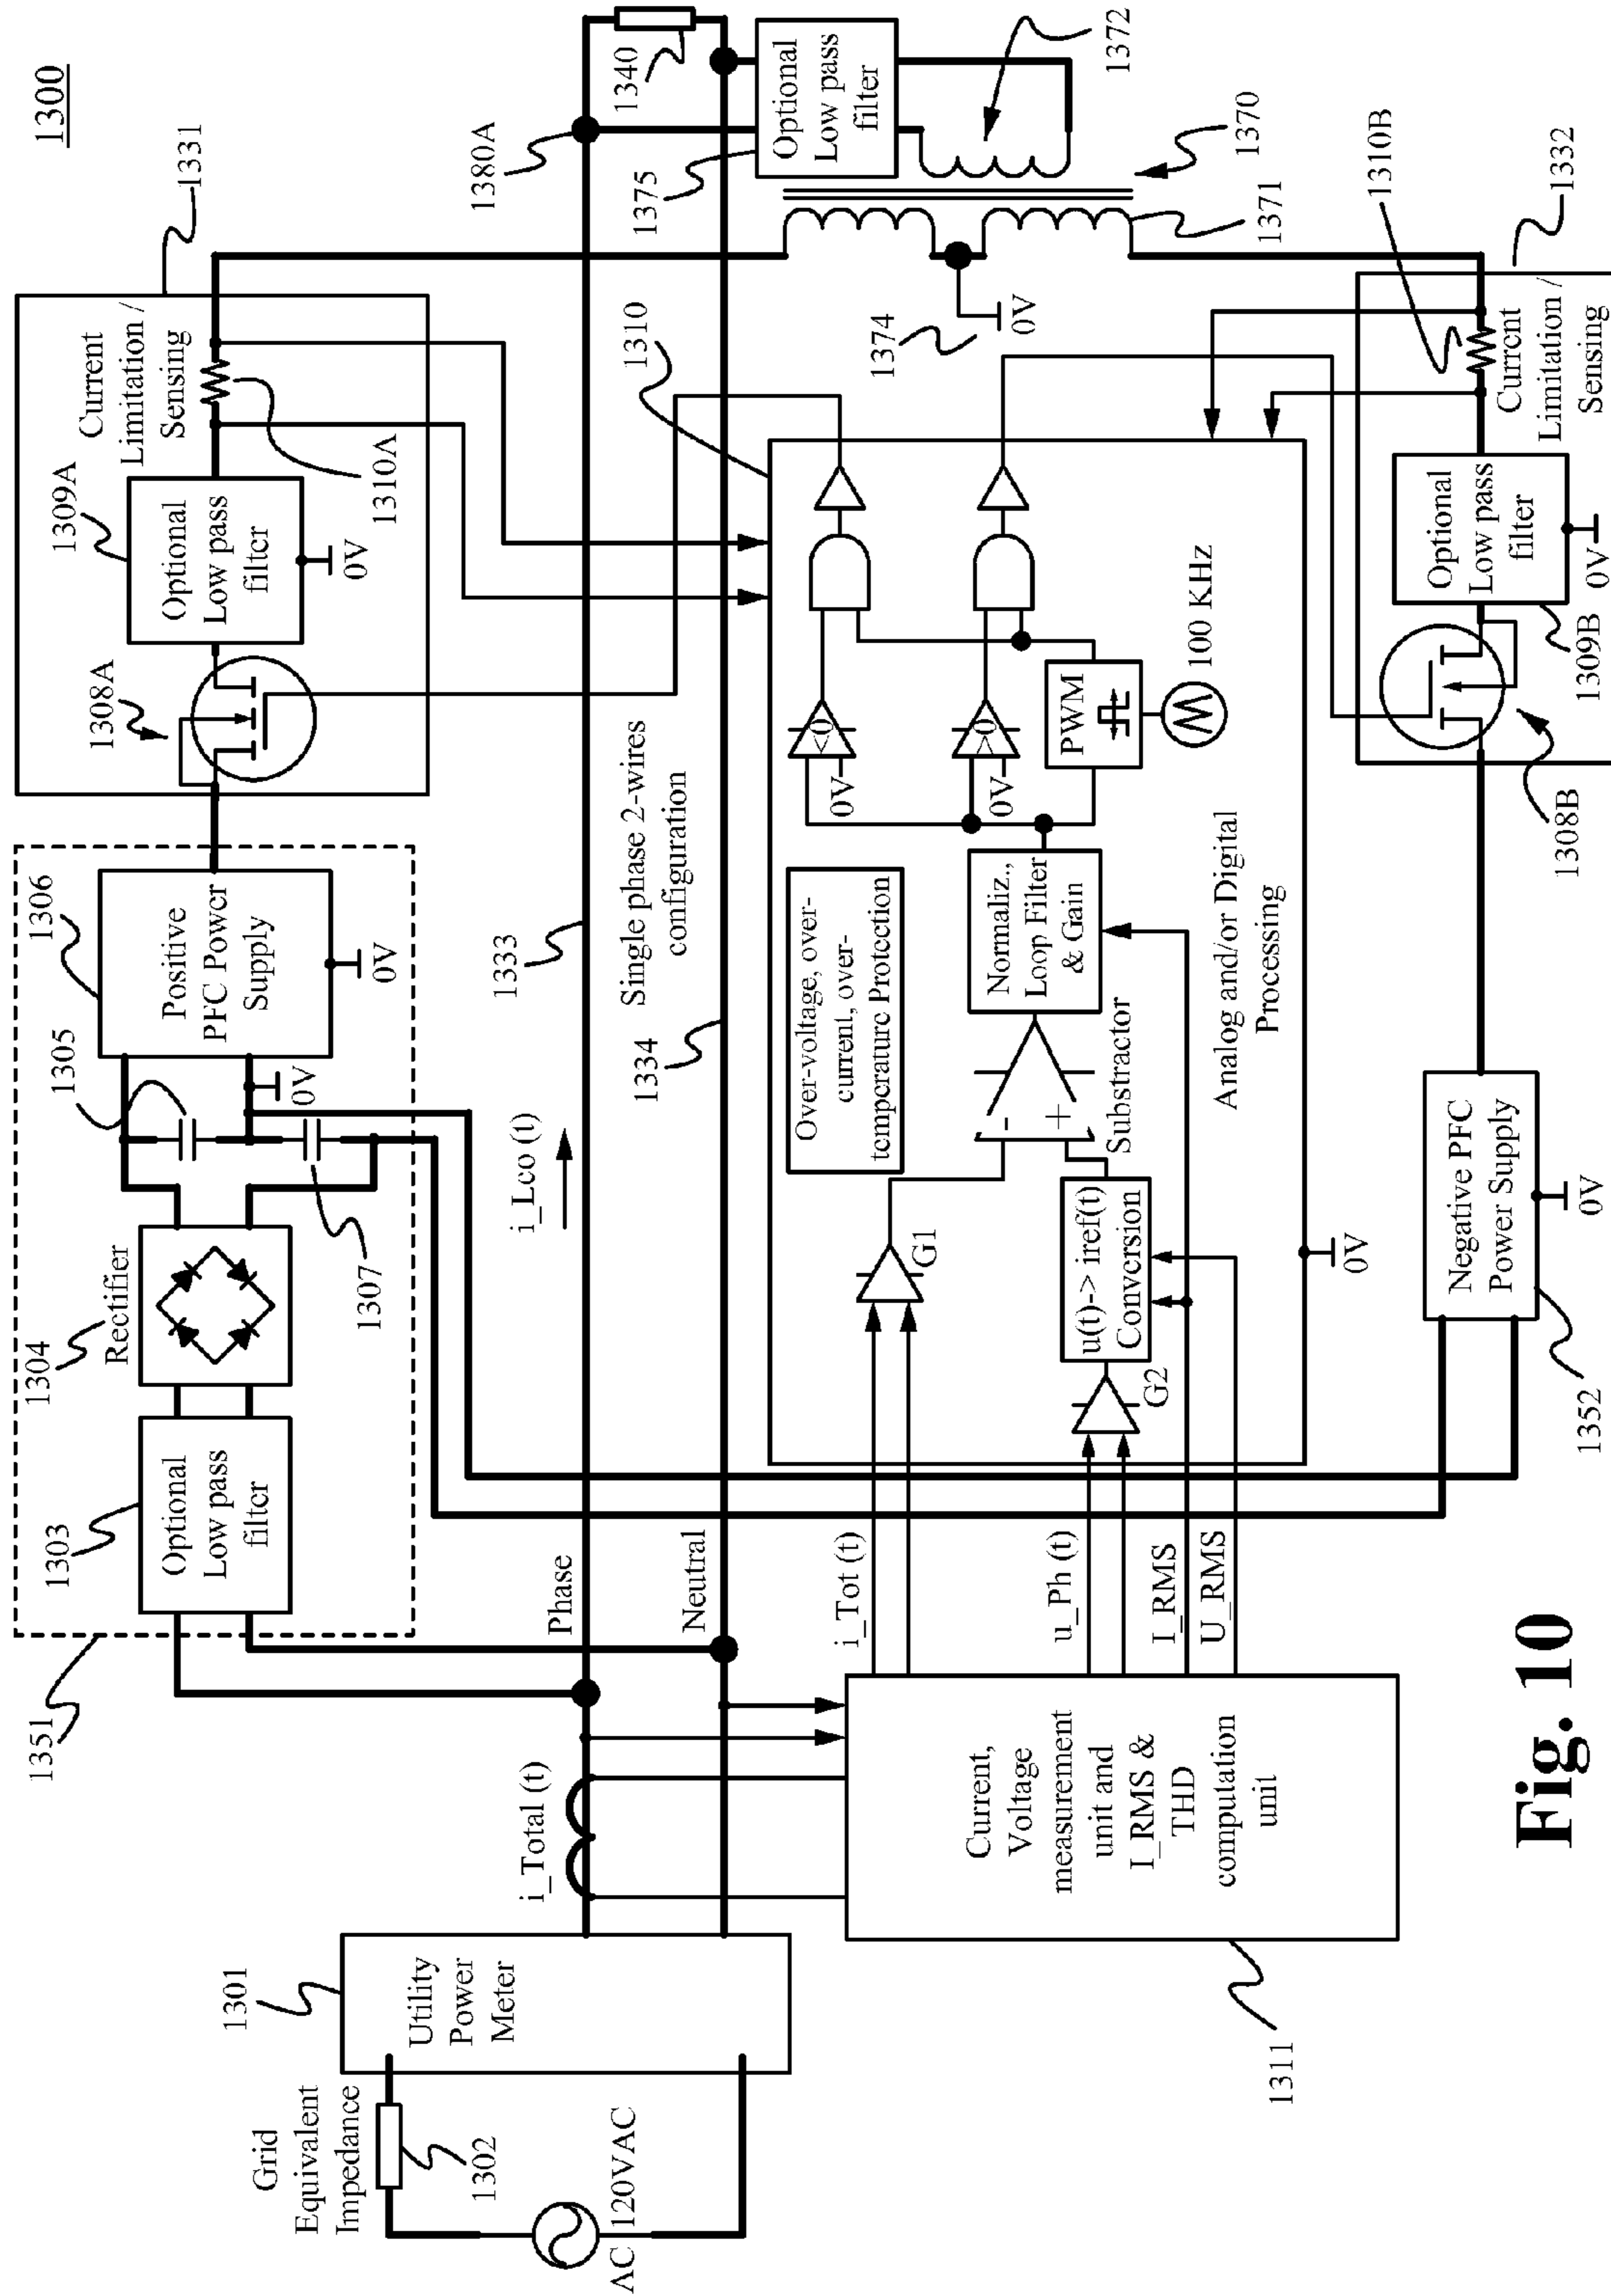 1300
1351
1303
Optional
Low pass
filter
1304
Rectifier
1305
1307
0V
1306
Positive
PFC Power
Supply
0V
1308A
1309A
Optional
Low pass
filter
0V
Current
Limitation /
Sensing
1310A
1331
Grid
Equivalent
Impedance
1302
AC 120VAC
1301
Utility
Power
Meter
i_Total (t)
Phase
Neutral
i_Leo (t)
1333
1334
Single phase 2-wires
configuration
1380A
1340
1375
Optional
Low pass
filter
1372
1370
1371
1374
0V
1310
Current,
Voltage
measurement
unit and
I_RMS &
THD
computation
unit
1311
i_Tot (t)
u_Ph (t)
I_RMS
U_RMS
G1
G2
u(t)-> iref(t)
Conversion
-
+
Substractor
Over-voltage, over-
current, over-
temperature Protection
Normaliz.,
Loop Filter
& Gain
<0
0V
>0
0V
PWM
100 KHz
Analog and/or Digital
Processing
0V
Negative PFC
Power Supply
0V
1352
1308B
1309B
Optional
Low pass
filter
0V
Current
Limitation /
Sensing
1310B
1332
Fig. 10